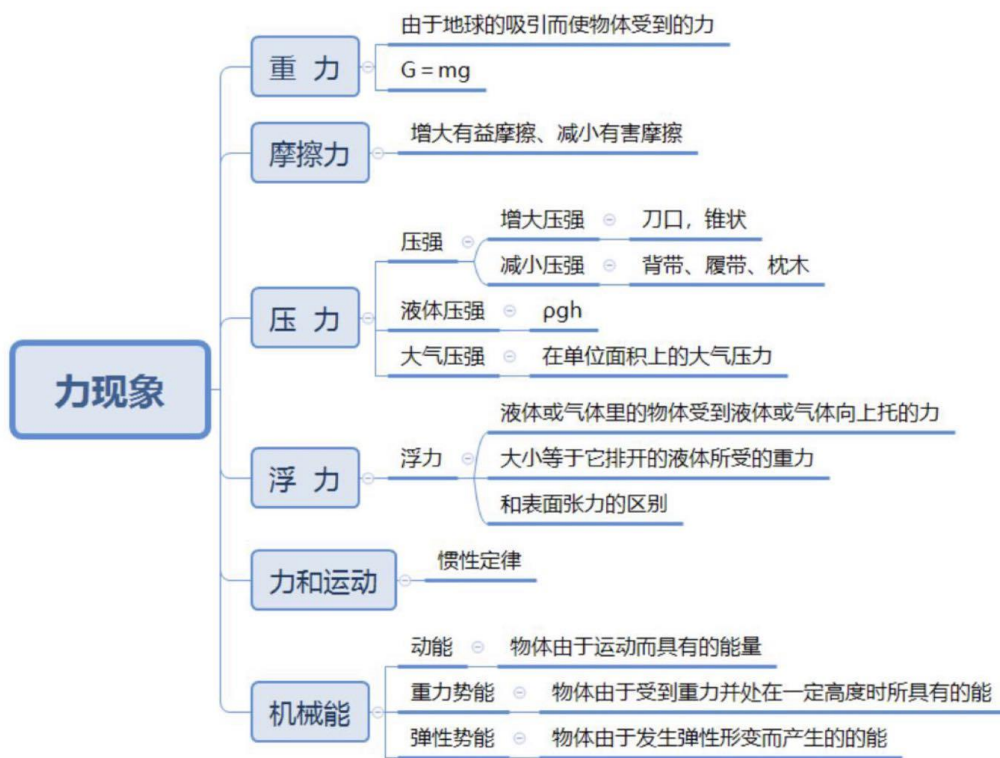 由于地球的吸引而使物体受到的力
重 力
G = mg
增大有益摩擦、减小有害摩擦
摩擦力
增大压强
刀口，锥状
压强
减小压强
背带、履带、枕木
压 力
液体压强
ρgh
大气压强
在单位面积上的大气压力
力现象
液体或气体里的物体受到液体或气体向上托的力
浮 力
浮力
大小等于它排开的液体所受的重力
和表面张力的区别
力和运动
惯性定律
动能
物体由于运动而具有的能量
机械能
重力势能
物体由于受到重力并处在一定高度时所具有的能
弹性势能
物体由于发生弹性形变而产生的的能